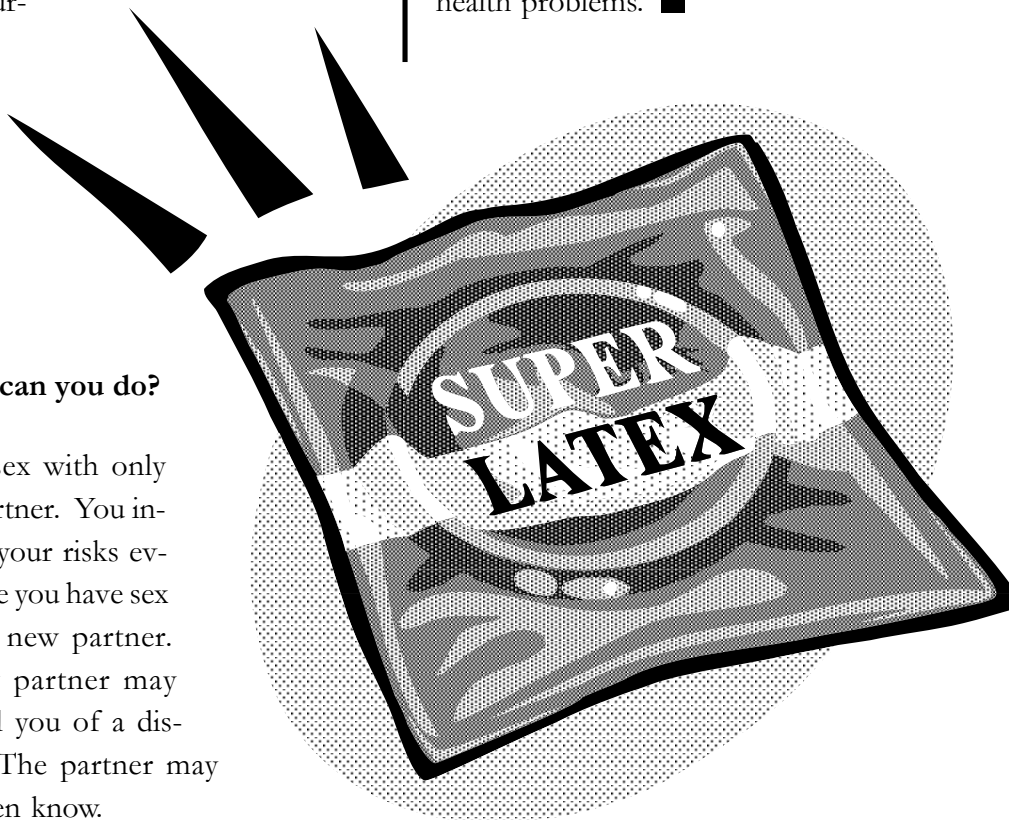 ur-
health problems.
can you do?
sex with only
rtner. You in-
your risks ev-
e you have sex
new partner.
partner may
l you of a dis-
The partner may
en know.
SUPER
LATEX